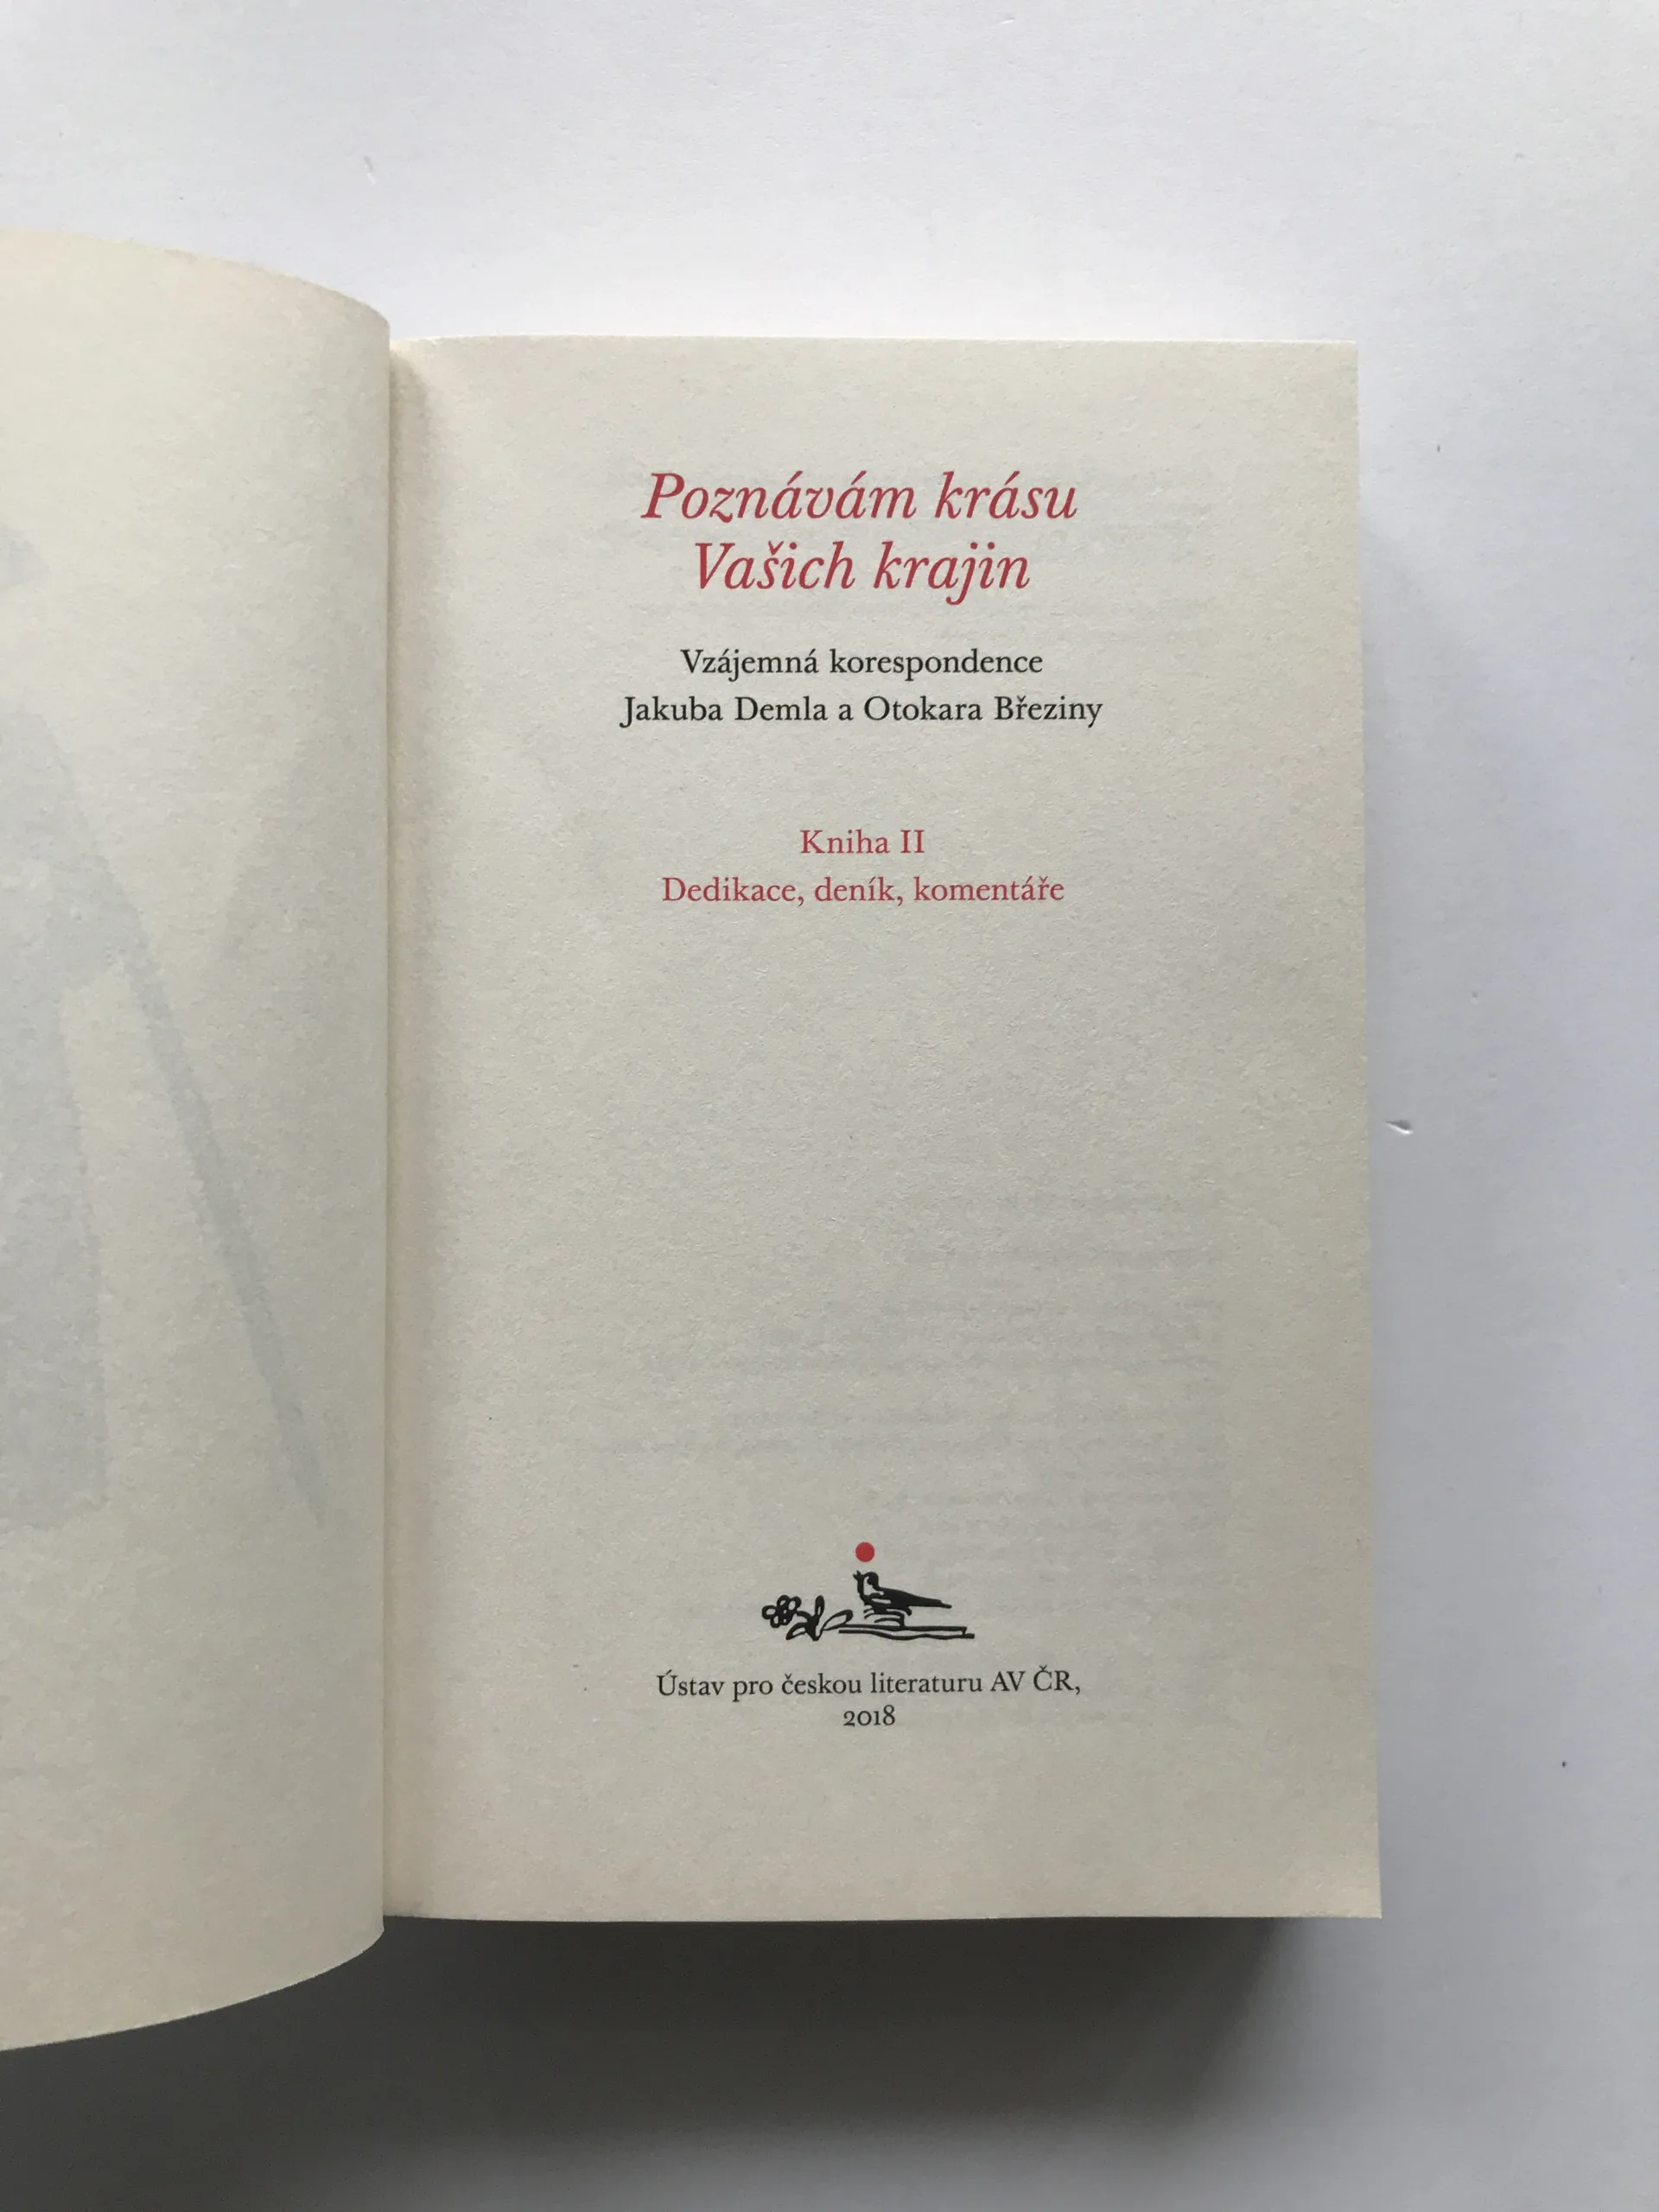 Poznávám krásu
Vašich krajin
Vzájemná korespondence
Jakuba Demla a Otokara Březiny
Kniha II
Dedikace, deník, komentáře
Ústav pro českou literaturu AV ČR,
2018